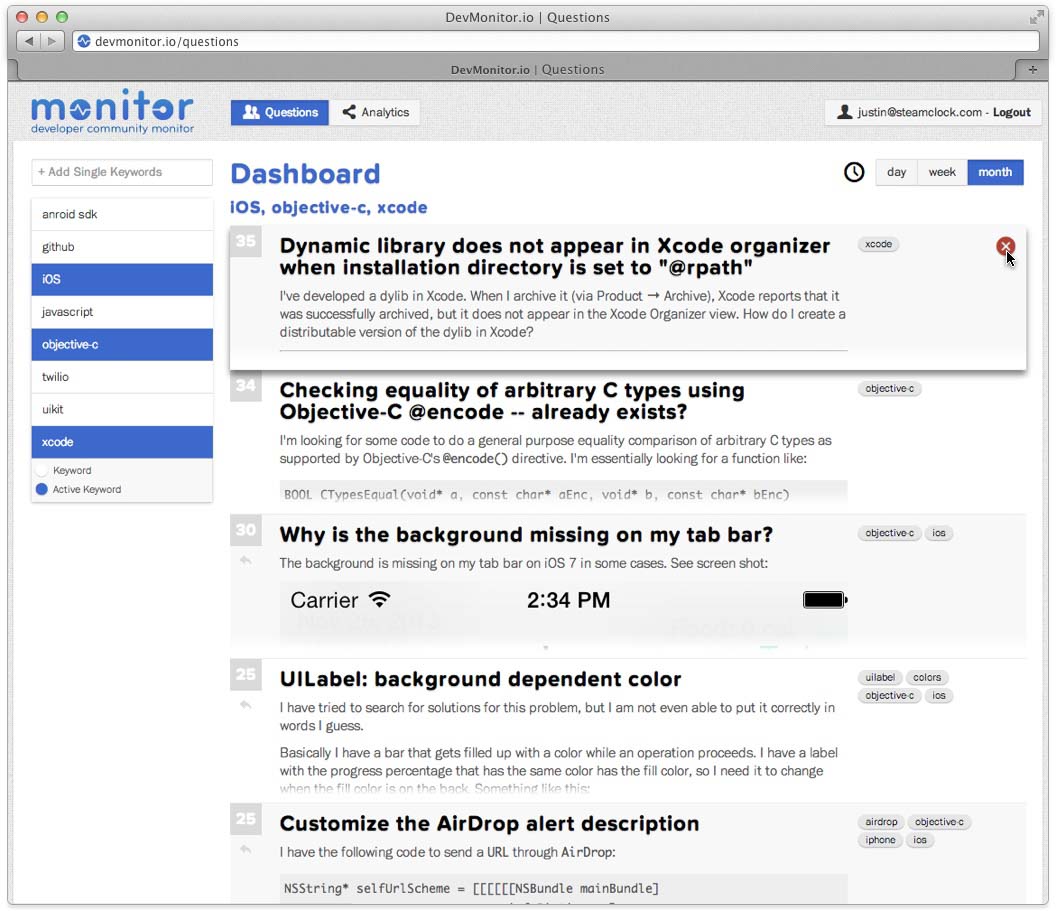 DevMonitor.io | Questions
devmonitor.io/questions
DevMonitor.io | Questions
monitor
developer community monitor
Questions
Analytics
justin@steamclock.com - Logout
+ Add Single Keywords
anroid sdk
github
iOS
javascript
objective-c
twilio
uikit
xcode
Keyword
Active Keyword
Dashboard
day week month
iOS, objective-c, xcode
35
Dynamic library does not appear in Xcode organizer
when installation directory is set to "@rpath"
xcode
I've developed a dylib in Xcode. When I archive it (via Product → Archive), Xcode reports that it
was successfully archived, but it does not appear in the Xcode Organizer view. How do I create a
distributable version of the dylib in Xcode?
34
Checking equality of arbitrary C types using
Objective-C @encode -- already exists?
objective-c
I'm looking for some code to do a general purpose equality comparison of arbitrary C types as
supported by Objective-C's @encode() directive. I'm essentially looking for a function like:
BOOL CTypesEqual(void* a, const char* aEnc, void* b, const char* bEnc)
30
Why is the background missing on my tab bar?
objective-c ios
The background is missing on my tab bar on iOS 7 in some cases. See screen shot:
Carrier 2:34 PM
25
UILabel: background dependent color
uilabel colors
objective-c ios
I have tried to search for solutions for this problem, but I am not even able to put it correctly in
words I guess.
Basically I have a bar that gets filled up with a color while an operation proceeds. I have a label
with the progress percentage that has the same color has the fill color, so I need it to change
when the fill color is on the back. Something like this:
25
Customize the AirDrop alert description
airdrop objective-c
iphone ios
I have the following code to send a URL through AirDrop:
NSString* selfUrlScheme = [[[[[[NSBundle mainBundle]